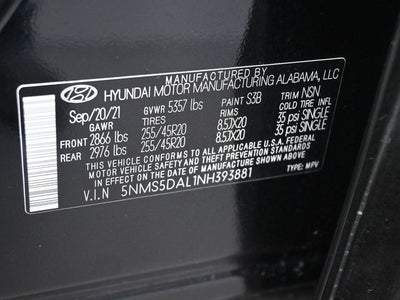 MANUFACTURED BY
HYUNDAI MOTOR MANUFACTURING ALABAMA, LLC
Sep/20/21 GVWR 5357 lbs PAINT S3B TRIM NSN
GAWR TIRES RIMS COLD TIRE INFL
FRONT 2866 lbs 255/45R20 8.5JX20 35 psi SINGLE
REAR 2976 lbs 255/45R20 8.5JX20 35 psi SINGLE
THIS VEHICLE CONFORMS TO ALL APPLICABLE FEDERAL
MOTOR VEHICLE SAFETY AND THEFT PREVENTION STANDARDS
IN EFFECT ON THE DATE OF MANUFACTURE SHOWN ABOVE.
V.I.N 5NMS5DAL1NH393881 TYPE: MPV